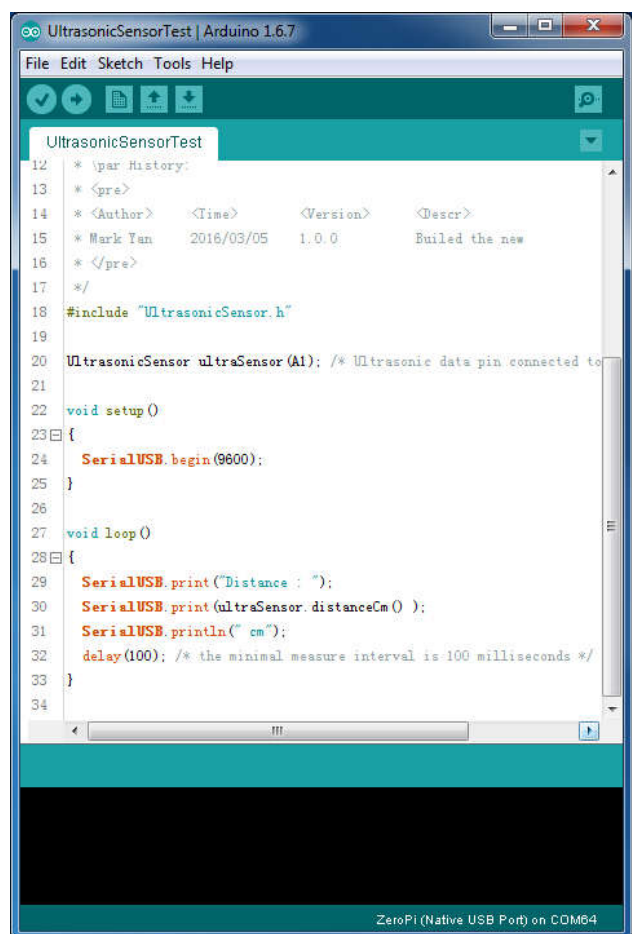 UltrasonicSensorTest | Arduino 1.6.7
File Edit Sketch Tools Help
UltrasonicSensorTest
12 * \par History:
13 * <pre>
14 * <Author> <Time> <Version> <Descr>
15 * Mark Yan 2016/03/05 1.0.0 Builed the new
16 * </pre>
17 */
18 #include "UltrasonicSensor.h"
19
20 UltrasonicSensor ultraSensor(A1); /* Ultrasonic data pin connected to
21
22 void setup()
23 {
24 SerialUSB.begin(9600);
25 }
26
27 void loop()
28 {
29 SerialUSB.print("Distance : ");
30 SerialUSB.print(ultraSensor.distanceCm() );
31 SerialUSB.println(" cm");
32 delay(100); /* the minimal measure interval is 100 milliseconds */
33 }
34
ZeroPi (Native USB Port) on COM64